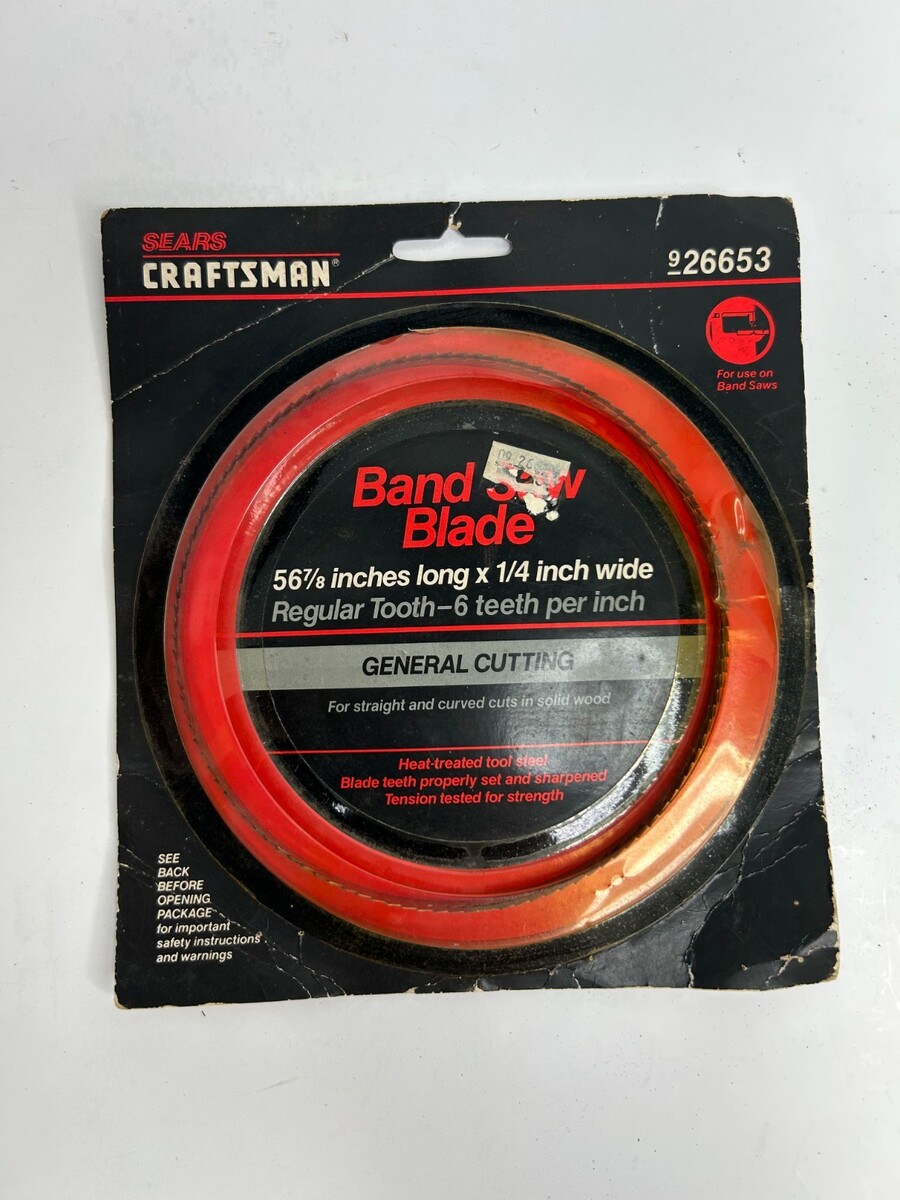 SEARS
CRAFTSMAN®
926653
For use on
Band Saws
Band Saw
Blade
56 7/8 inches long x 1/4 inch wide
Regular Tooth–6 teeth per inch
GENERAL CUTTING
For straight and curved cuts in solid wood
Heat-treated tool steel
Blade teeth properly set and sharpened
Tension tested for strength
SEE
BACK
BEFORE
OPENING
PACKAGE
for important
safety instructions
and warnings